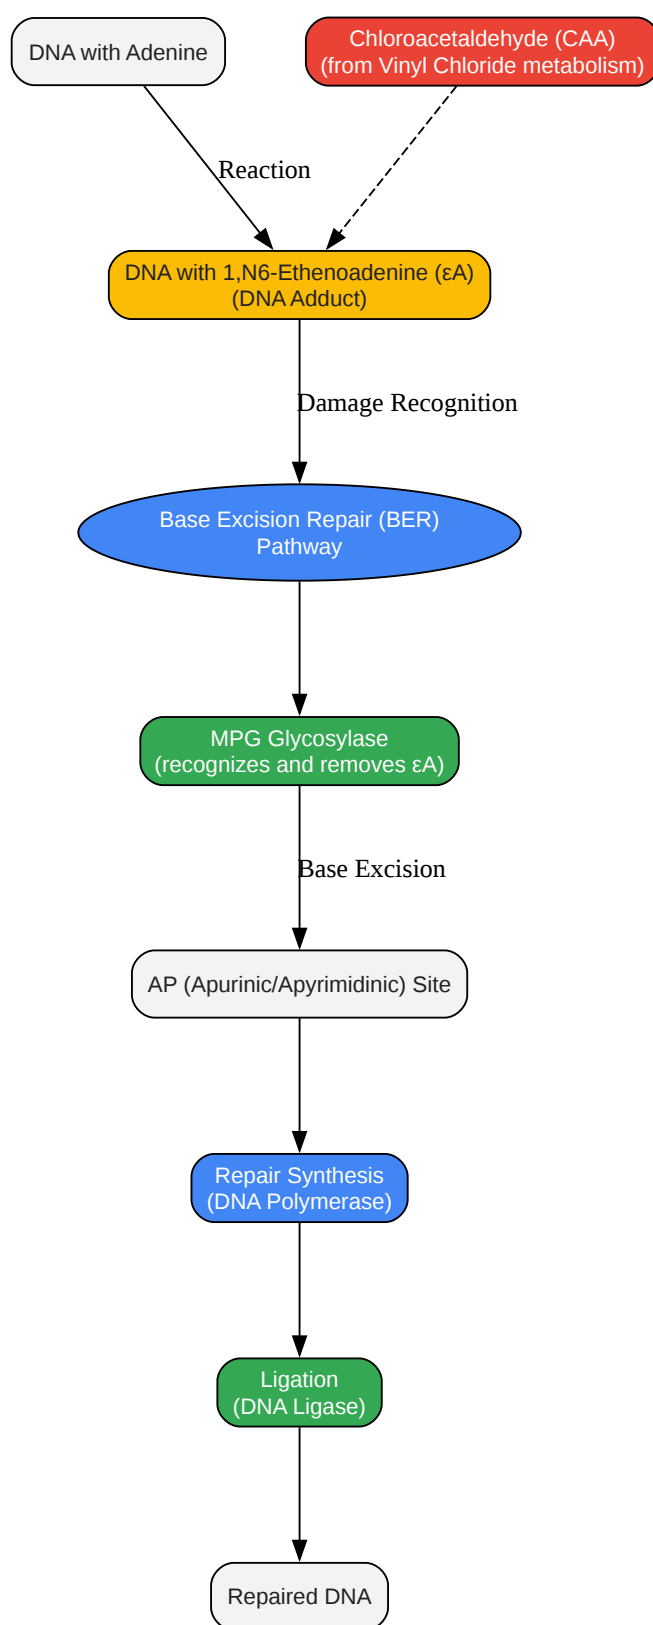 DNA with Adenine
Chloroacetaldehyde (CAA)
(from Vinyl Chloride metabolism)
Reaction
DNA with 1,N6-Ethenoadenine (εA)
(DNA Adduct)
Damage Recognition
Base Excision Repair (BER)
Pathway
MPG Glycosylase
(recognizes and removes εA)
Base Excision
AP (Apurinic/Apyrimidinic) Site
Repair Synthesis
(DNA Polymerase)
Ligation
(DNA Ligase)
Repaired DNA